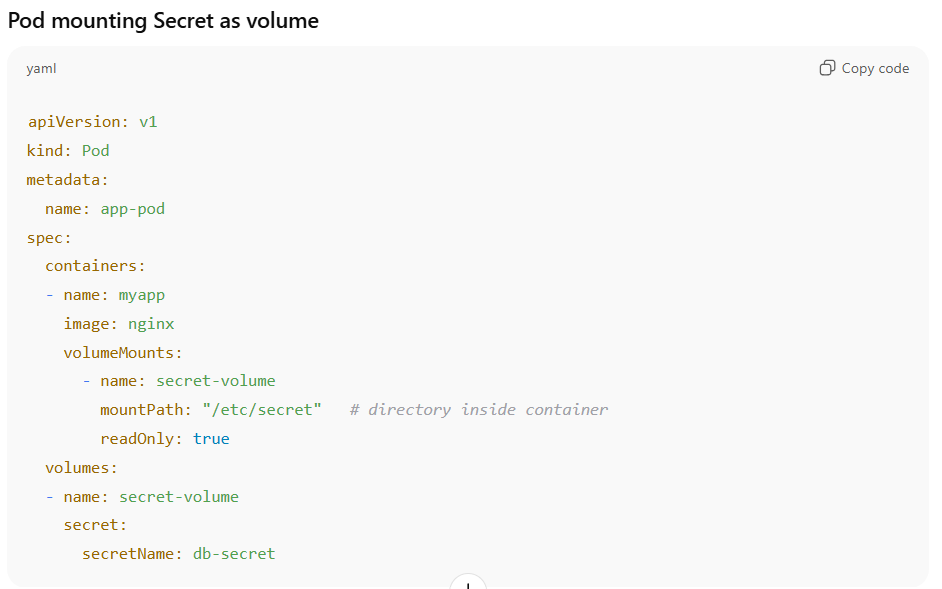 Pod mounting Secret as volume
yaml
Copy code
apiVersion: v1
kind: Pod
metadata:
  name: app-pod
spec:
  containers:
  - name: myapp
    image: nginx
    volumeMounts:
      - name: secret-volume
        mountPath: "/etc/secret"   # directory inside container
        readOnly: true
  volumes:
  - name: secret-volume
    secret:
      secretName: db-secret